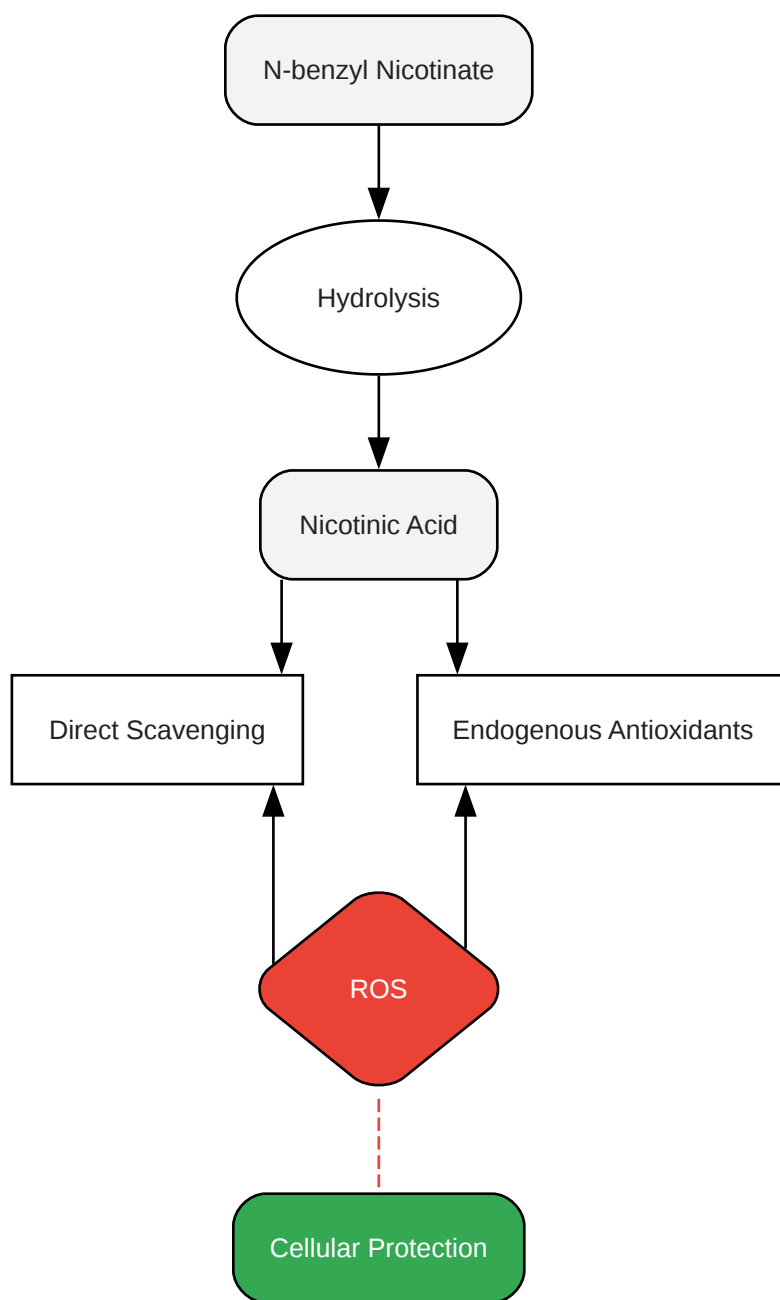 N-benzyl Nicotinate
Hydrolysis
Nicotinic Acid
Direct Scavenging
Endogenous Antioxidants
ROS
Cellular Protection